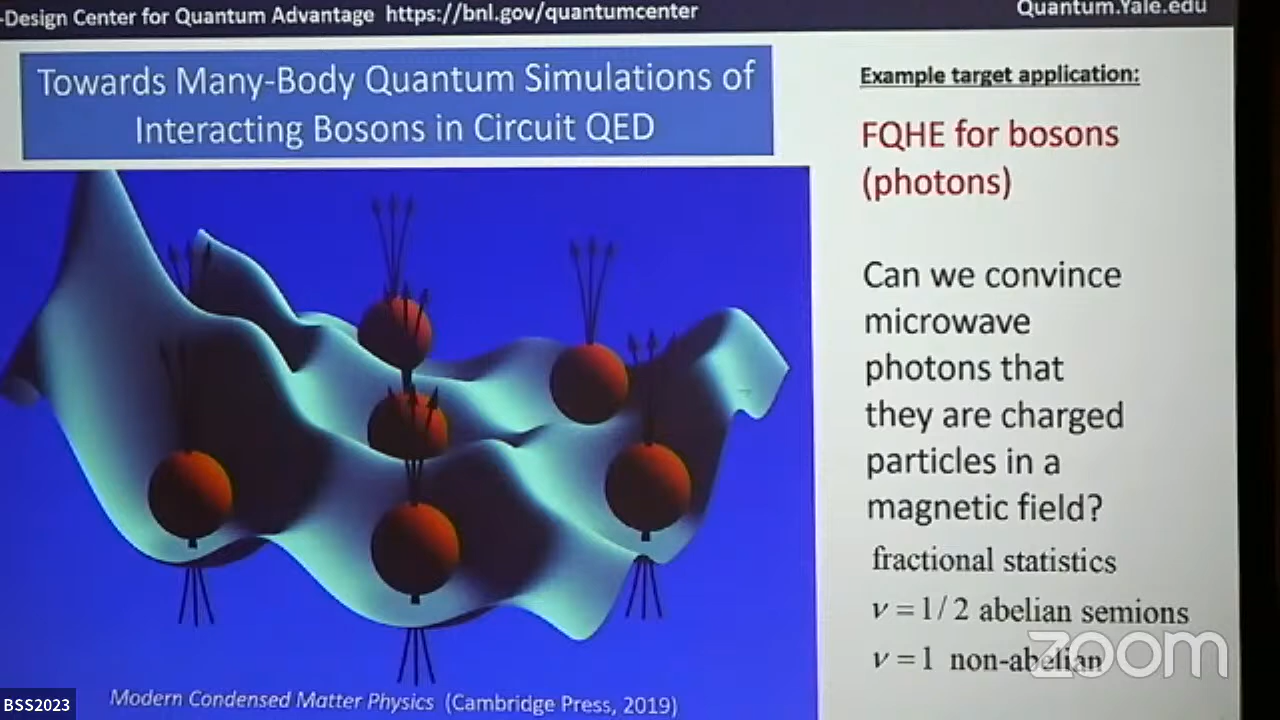 -Design Center for Quantum Advantage https://bnl.gov/quantumcenter
Quantum.Yale.edu
Towards Many-Body Quantum Simulations of
Interacting Bosons in Circuit QED
Example target application:
FQHE for bosons
(photons)
Can we convince
microwave
photons that
they are charged
particles in a
magnetic field?
fractional statistics
ν = 1/2 abelian semions
ν = 1 non-abelian
zoom
Modern Condensed Matter Physics (Cambridge Press, 2019)
BSS2023